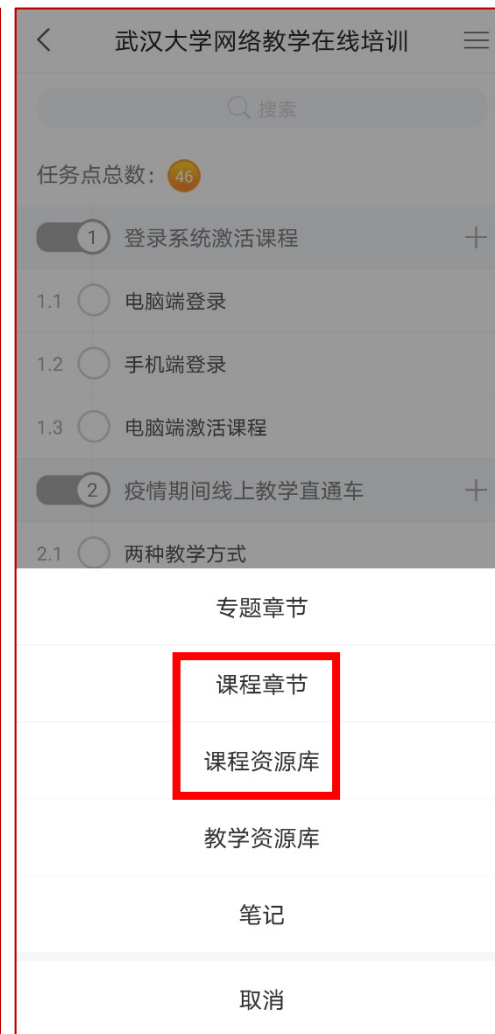 武汉大学网络教学在线培训
搜索
任务点总数： 46
1 登录系统激活课程
1.1 电脑端登录
1.2 手机端登录
1.3 电脑端激活课程
2 疫情期间线上教学直通车
2.1 两种教学方式
专题章节
课程章节
课程资源库
教学资源库
笔记
取消